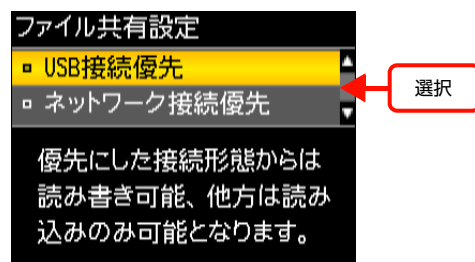 ファイル共有設定
USB接続優先
ネットワーク接続優先
選択
優先にした接続形態からは
読み書き可能、他方は読み
込みのみ可能となります。